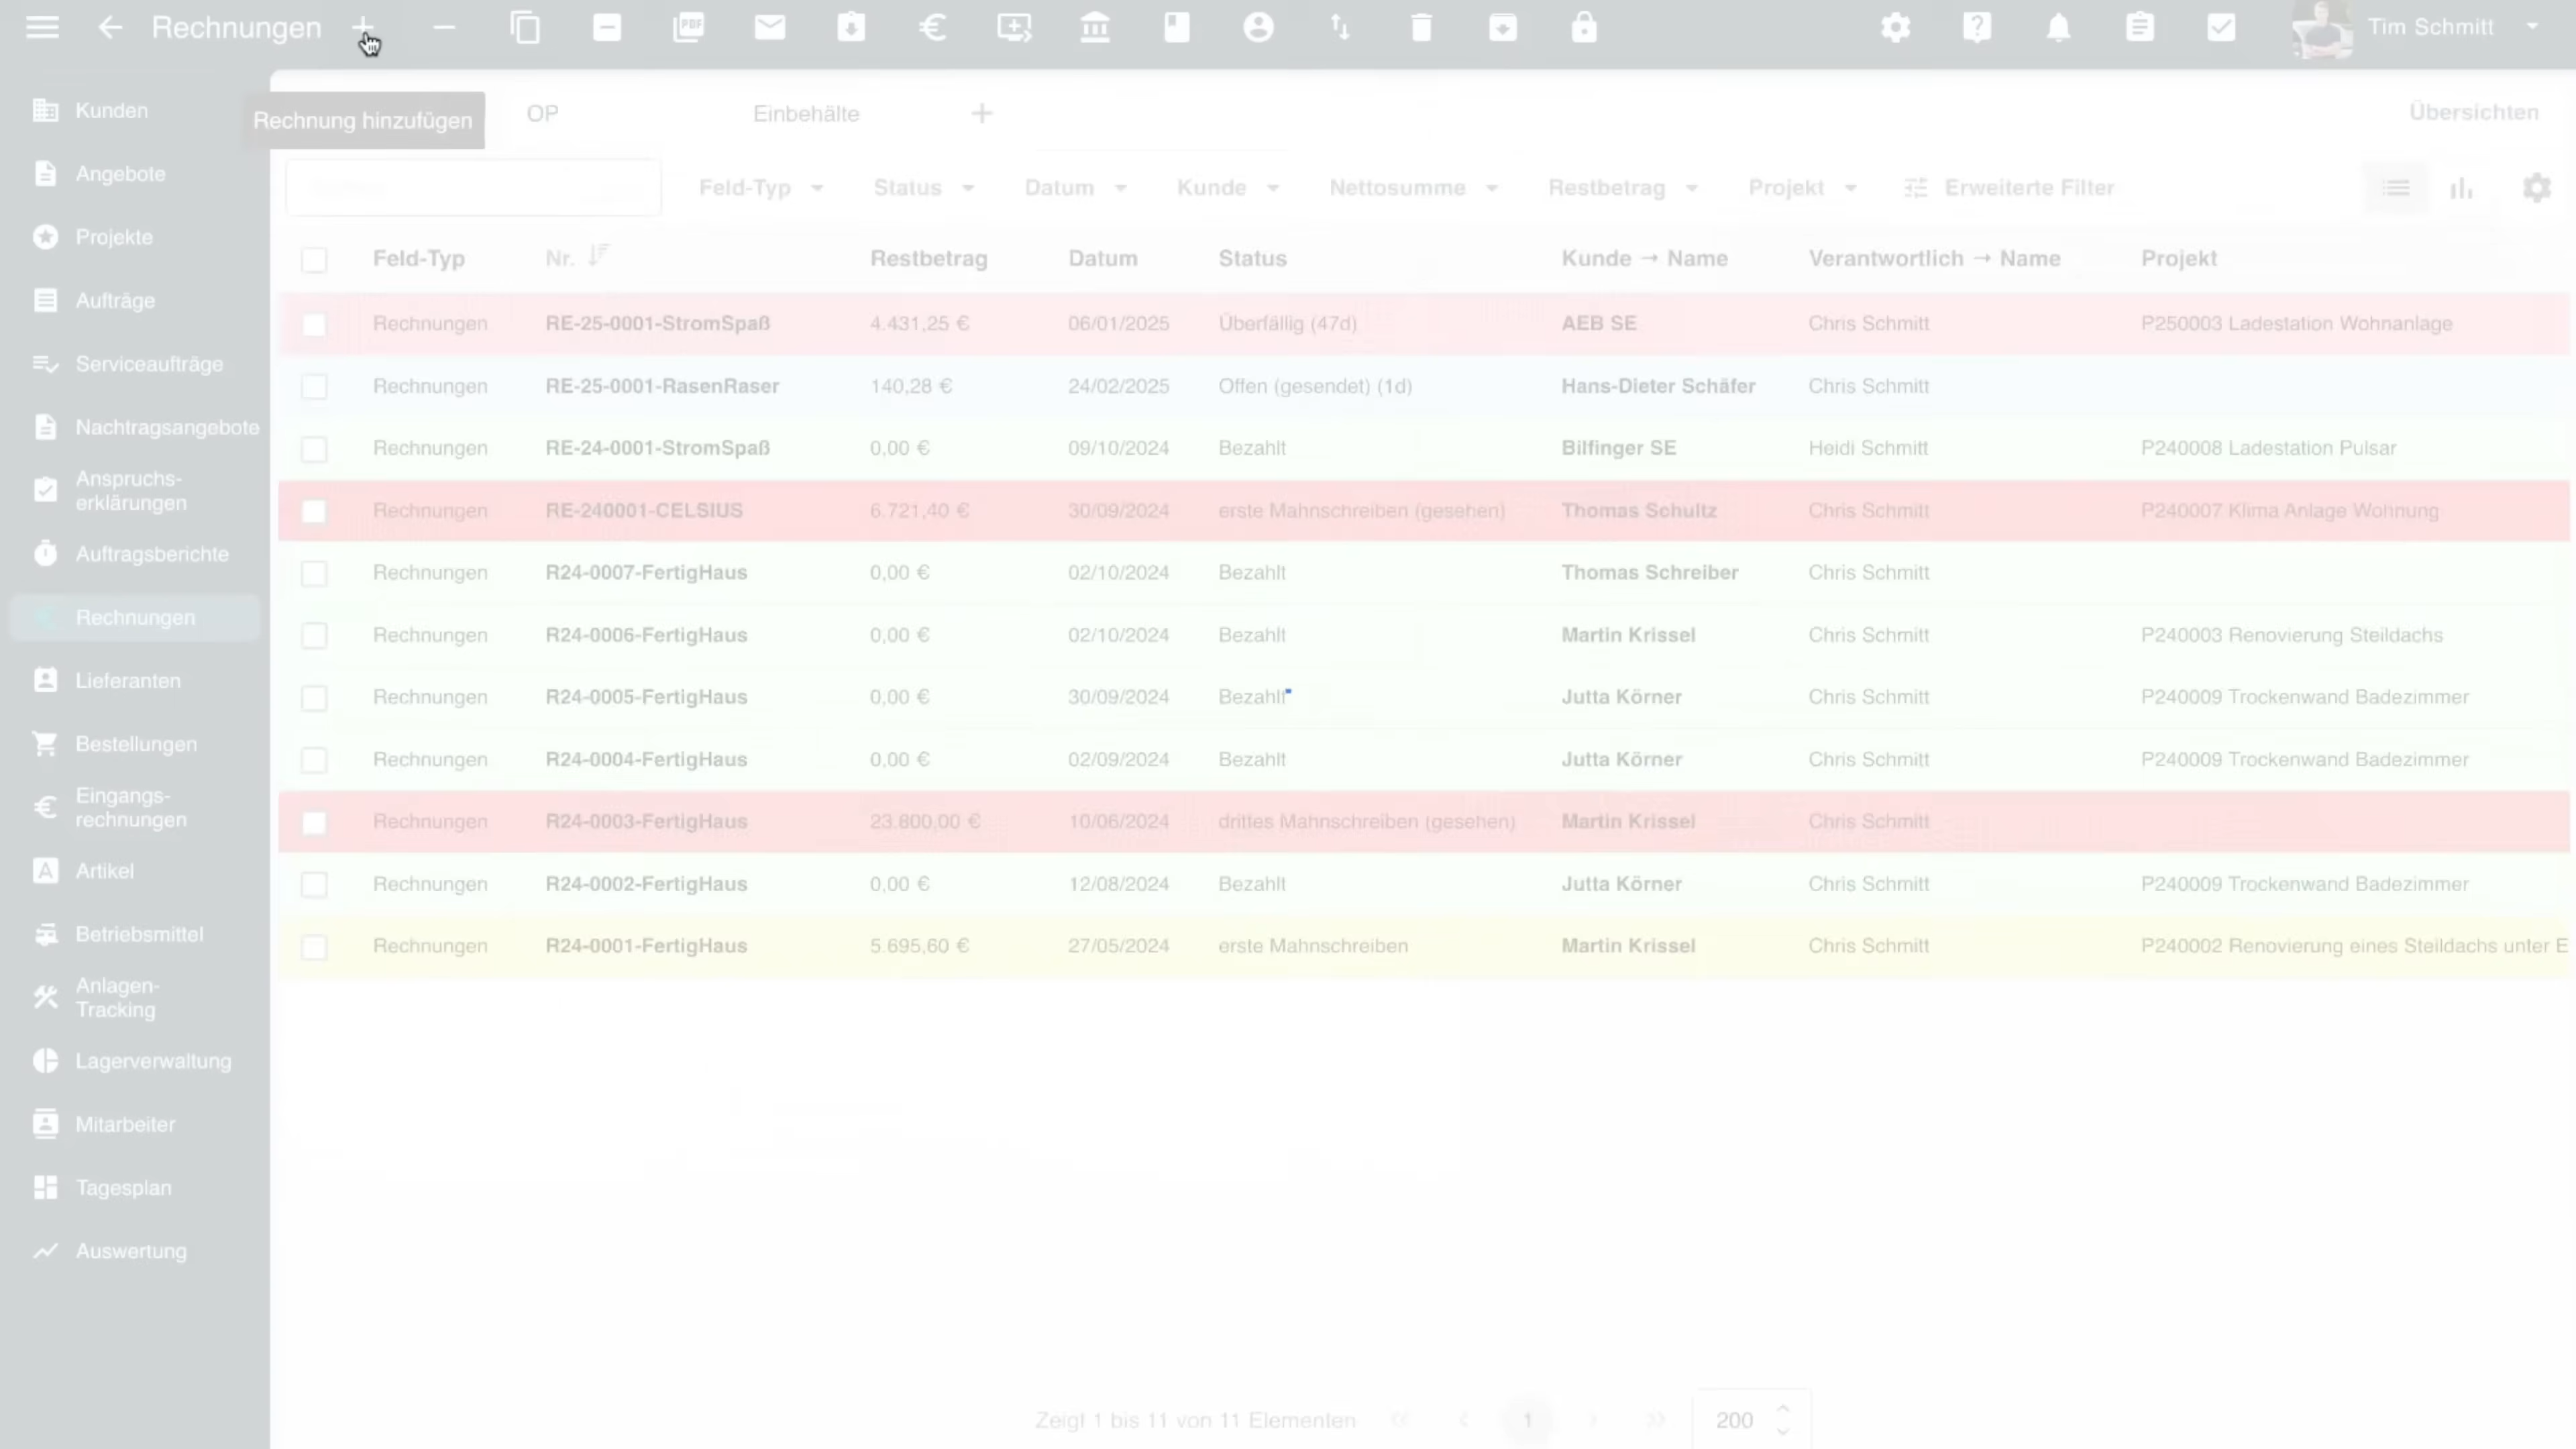 Rechnungen
PDF
Tim Schmitt
Rechnung hinzufügen
OP
Einbehälte
Übersichten
Kunden
Angebote
Projekte
Aufträge
Serviceaufträge
Nachtragsangebote
Anspruchs-
erklärungen
Auftragsberichte
Rechnungen
Lieferanten
Bestellungen
Eingangs-
rechnungen
Artikel
Betriebsmittel
Anlagen-
Tracking
Lagerverwaltung
Mitarbeiter
Tagesplan
Auswertung
Feld-Typ Status Datum Kunde Nettosumme Restbetrag Projekt Erweiterte Filter
Feld-Typ Nr. Restbetrag Datum Status Kunde → Name Verantwortlich → Name Projekt
Rechnungen RE-25-0001-StromSpaß 4.431,25 € 06/01/2025 Überfällig (47d) AEB SE Chris Schmitt P250003 Ladestation Wohnanlage
Rechnungen RE-25-0001-RasenRaser 140,28 € 24/02/2025 Offen (gesendet) (1d) Hans-Dieter Schäfer Chris Schmitt
Rechnungen RE-24-0001-StromSpaß 0,00 € 09/10/2024 Bezahlt Bilfinger SE Heidi Schmitt P240008 Ladestation Pulsar
Rechnungen RE-240001-CELSIUS 6.721,40 € 30/09/2024 erste Mahnschreiben (gesehen) Thomas Schultz Chris Schmitt P240007 Klima Anlage Wohnung
Rechnungen R24-0007-FertigHaus 0,00 € 02/10/2024 Bezahlt Thomas Schreiber Chris Schmitt
Rechnungen R24-0006-FertigHaus 0,00 € 02/10/2024 Bezahlt Martin Krissel Chris Schmitt P240003 Renovierung Steildachs
Rechnungen R24-0005-FertigHaus 0,00 € 30/09/2024 Bezahlt Jutta Körner Chris Schmitt P240009 Trockenwand Badezimmer
Rechnungen R24-0004-FertigHaus 0,00 € 02/09/2024 Bezahlt Jutta Körner Chris Schmitt P240009 Trockenwand Badezimmer
Rechnungen R24-0003-FertigHaus 23.800,00 € 10/06/2024 drittes Mahnschreiben (gesehen) Martin Krissel Chris Schmitt
Rechnungen R24-0002-FertigHaus 0,00 € 12/08/2024 Bezahlt Jutta Körner Chris Schmitt P240009 Trockenwand Badezimmer
Rechnungen R24-0001-FertigHaus 5.695,60 € 27/05/2024 erste Mahnschreiben Martin Krissel Chris Schmitt P240002 Renovierung eines Steildachs unter E
Zeigt 1 bis 11 von 11 Elementen 1 200